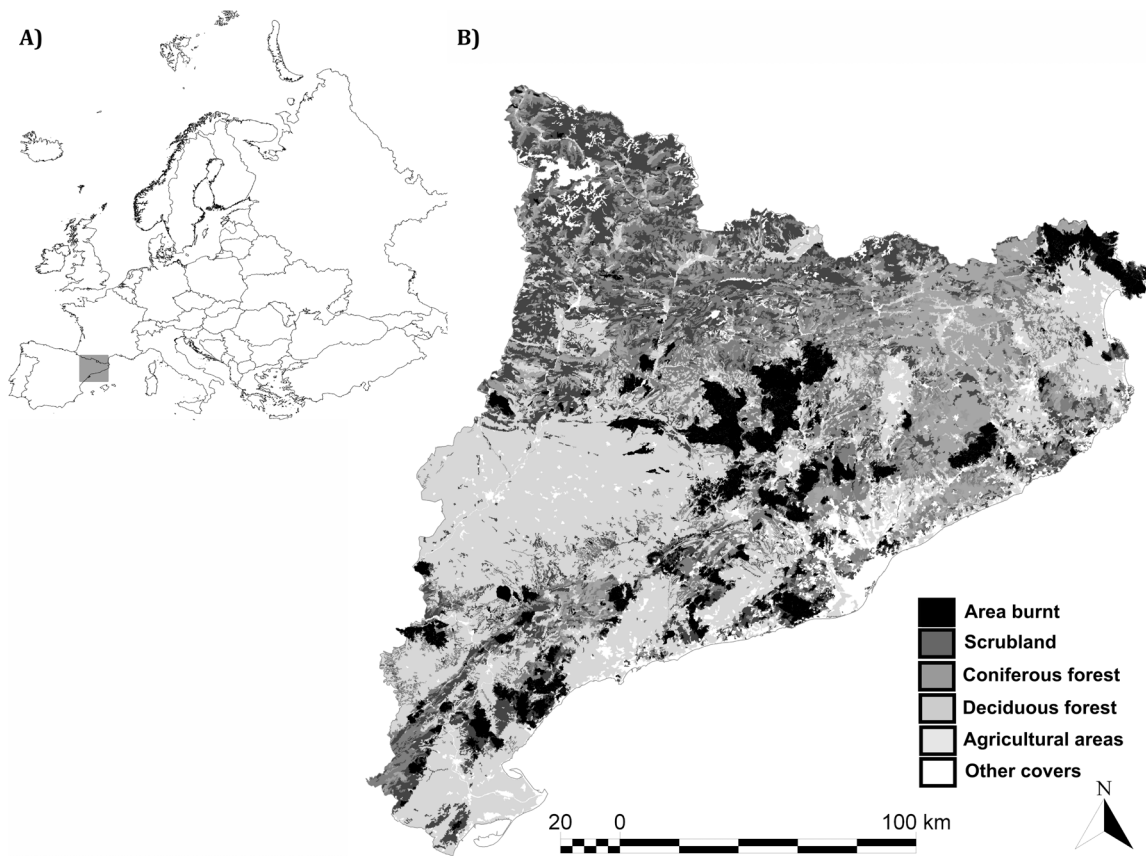 A)
B)
Area burnt
Scrubland
Coniferous forest
Deciduous forest
Agricultural areas
Other covers
20 0 100 km
N